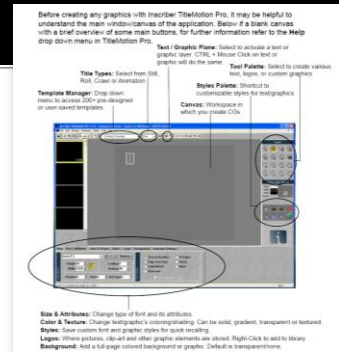 Before creating any graphics with Inscriber TitleMotion Pro, it may be helpful to
understand the main window/canvas of the application. Below if a blank canvas
with a brief overview of some main buttons, for further information refer to the Help
drop down menu in TitleMotion Pro.
Text / Graphic Plane: Select to activate a text or
graphic layer. CTRL + Mouse Click on text or
graphic will do the same.
Tool Palette: Select to create various
text, logos, or custom graphics
Title Types: Select from Still,
Roll, Crawl or Animation
Styles Palette: Shortcut to
customizable styles for text/graphics
Template Manager: Drop down
menu to access 200+ pre-designed
or user-saved templates
Canvas: Workspace in
which you create CGs
Size & Attributes: Change type of font and its attributes.
Color & Texture: Change text/graphic's coloring/shading. Can be solid, gradient, transparent or textured.
Styles: Save custom font and graphic styles for quick recalling.
Logos: Where pictures, clip-art and other graphic elements are stored. Right-Click to add to library.
Background: Add a full-page colored background or graphic. Default is transparent/none.